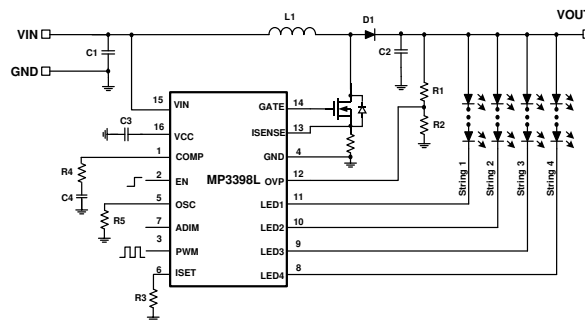 L1
D1
VOUT
VIN
C1
C2
GND
R1
R2
15
VIN
GATE
14
C3
16
VCC
ISENSE
13
1
COMP
GND
4
R4
MP3398L
2
EN
OVP
12
C4
5
OSC
LED1
11
R5
7
ADIM
LED2
10
3
PWM
LED3
9
6
ISET
LED4
8
R3
String 1
String 2
String 3
String 4